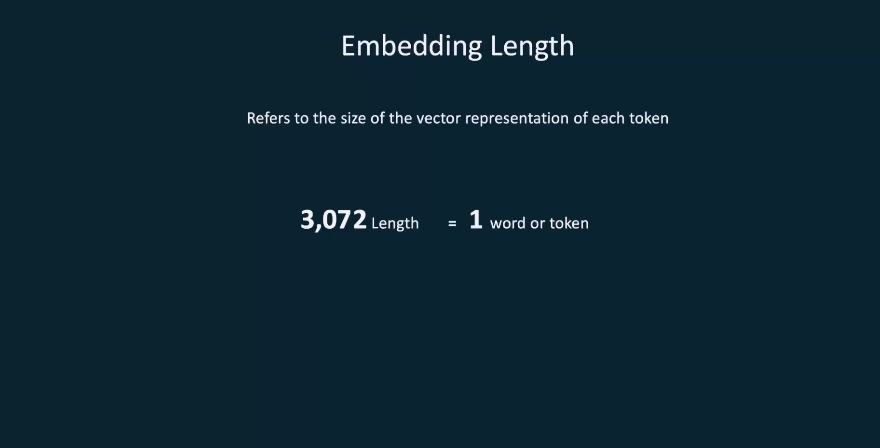 Embedding Length
Refers to the size of the vector representation of each token
3,072 Length = 1 word or token